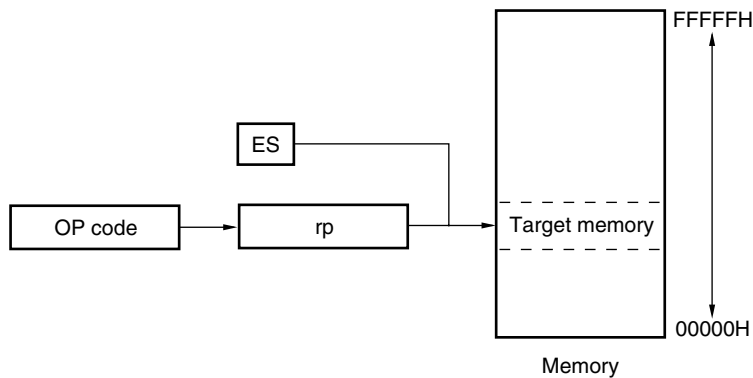 FFFFFH
ES
OP code
rp
Target memory
00000H
Memory